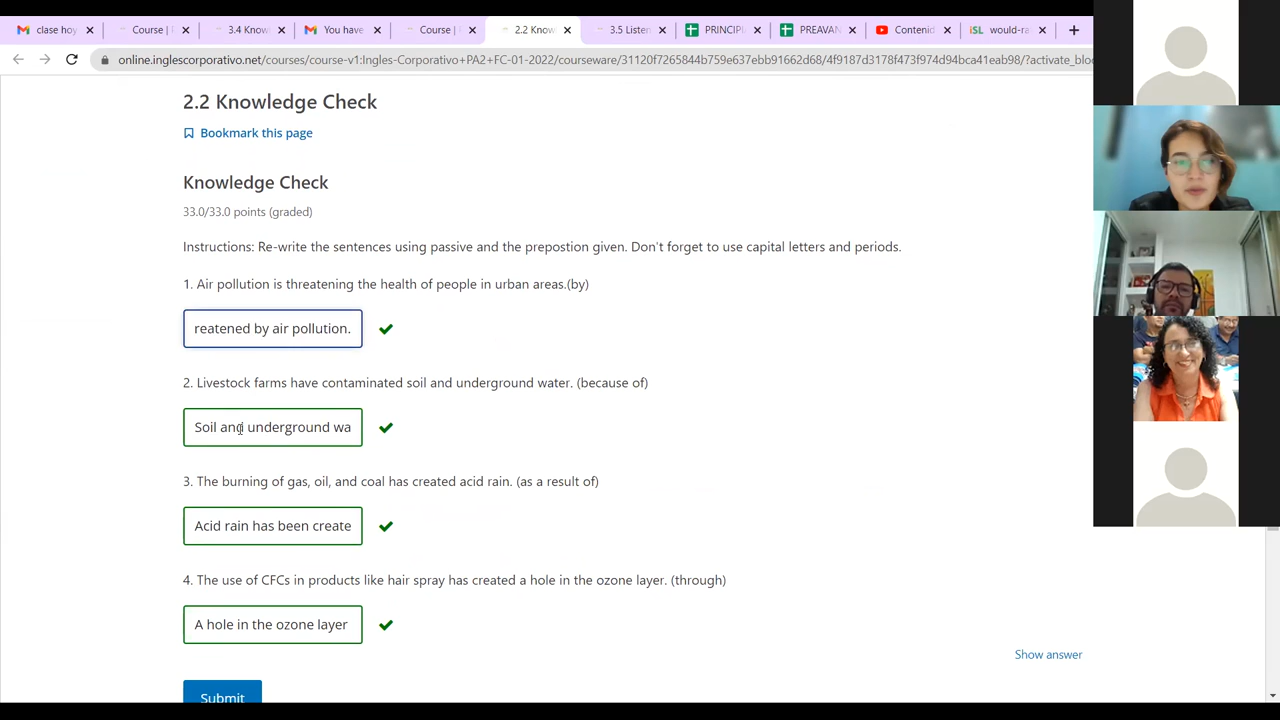 clase hoy
Course |
3.4 Know
You have
Course |
2.2 Know
3.5 Listen
PRINCIPI
PREAVAN
Contenid
iSL would-ra
online.inglescorporativo.net/courses/course-v1:Ingles-Corporativo+PA2+FC-01-2022/courseware/31120f7265844b759e637ebb91662d68/4f9187d3178f473f974d94bca41eab98/?activate_bloc
2.2 Knowledge Check
Bookmark this page
Knowledge Check
33.0/33.0 points (graded)
Instructions: Re-write the sentences using passive and the prepostion given. Don't forget to use capital letters and periods.
1. Air pollution is threatening the health of people in urban areas.(by)
reatened by air pollution.
2. Livestock farms have contaminated soil and underground water. (because of)
Soil and underground wa
3. The burning of gas, oil, and coal has created acid rain. (as a result of)
Acid rain has been create
4. The use of CFCs in products like hair spray has created a hole in the ozone layer. (through)
A hole in the ozone layer
Show answer
Submit